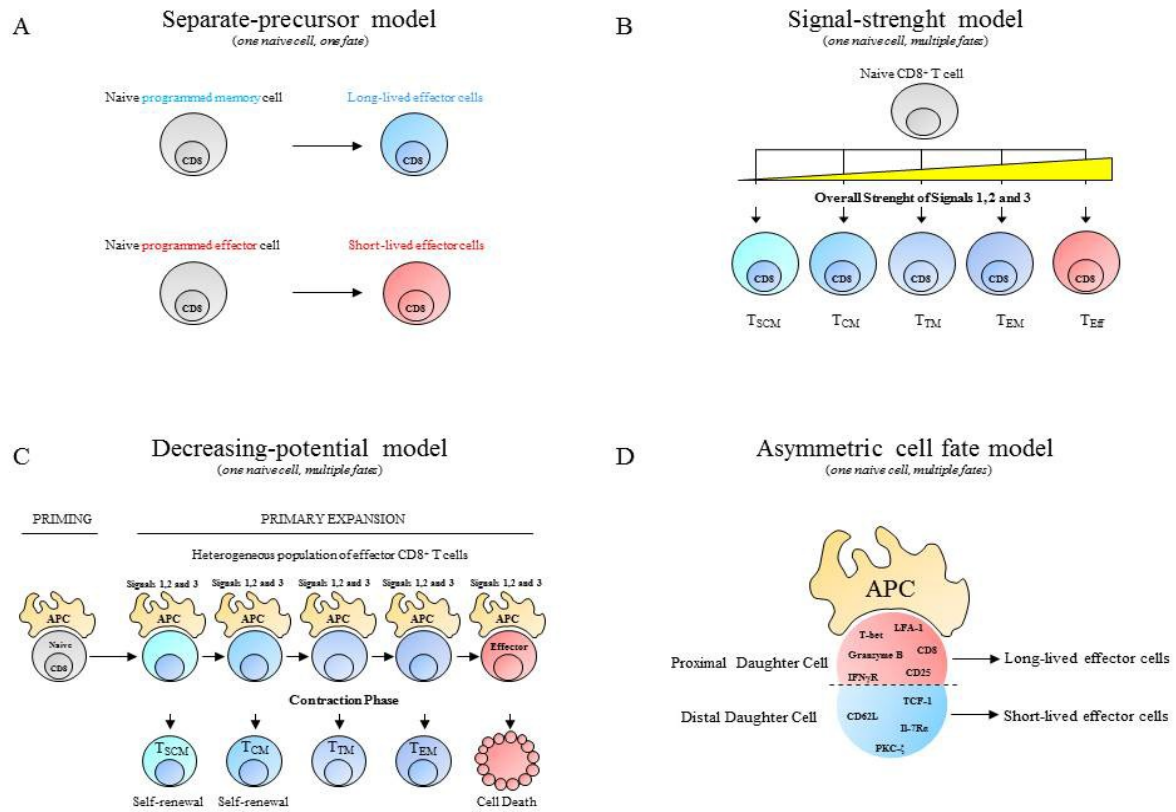 A
Separate-precursor model
(one naive cell, one fate)
Naive programmed memory cell
Long-lived effector cells
CD8
CD8
Naive programmed effector cell
Short-lived effector cells
CD8
CD8
B
Signal-strenght model
(one naive cell, multiple fates)
Naive CD8+ T cell
Overall Strenght of Signals 1, 2 and 3
CD8
CD8
CD8
CD8
CD8
TSCM
TCM
TTM
TEM
TEff
C
Decreasing-potential model
(one naive cell, multiple fates)
PRIMING
PRIMARY EXPANSION
Heterogeneous population of effector CD8+ T cells
Signals 1,2 and 3
Signals 1,2 and 3
Signals 1,2 and 3
Signals 1,2 and 3
Signals 1,2 and 3
APC
APC
APC
APC
APC
APC
Naive
CD8
Effector
Contraction Phase
TSCM
TCM
TTM
TEM
Self-renewal
Self-renewal
Cell Death
D
Asymmetric cell fate model
(one naive cell, multiple fates)
APC
T-bet
LFA-1
Granzyme B
CD8
IFNγR
CD25
Proximal Daughter Cell
Long-lived effector cells
TCF-1
CD62L
Il-7Rα
PKC-ζ
Distal Daughter Cell
Short-lived effector cells